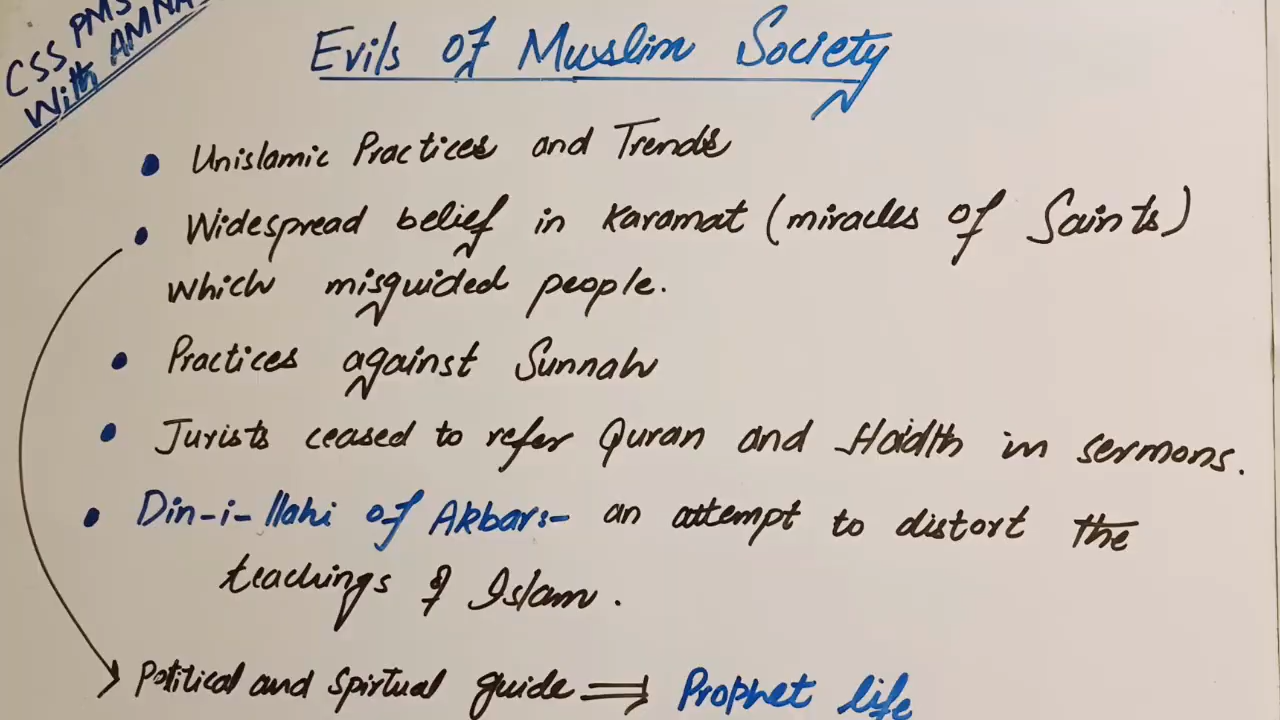 CSS PMS
With AMNA
Evils of Muslim Society
• Unislamic Practices and Trends
• Widespread belief in Karamat (miracles of Saints)
which misguided people.
• Practices against Sunnah
• Jurists ceased to refer Quran and Haidth in sermons.
• Din-i-Ilahi of Akbar:- an attempt to distort the
teachings of Islam.
Political and Spirtual guide ⇒ Prophet life